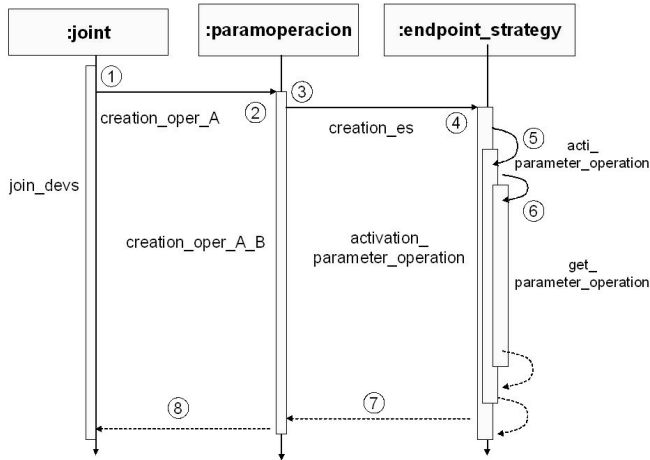 :joint
:paramoperacion
:endpoint_strategy
1
3
creation_oper_A
2
creation_es
4
5
acti_
parameter_operation
join_devs
6
creation_oper_A_B
activation_
parameter_operation
get_
parameter_operation
8
7